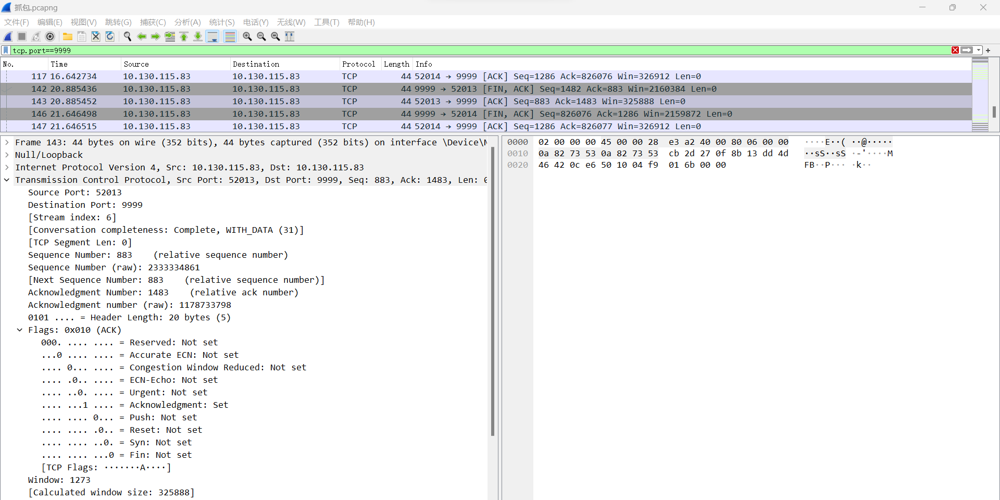 抓包.pcapng
文件(F) 编辑(E) 视图(V) 跳转(G) 捕获(C) 分析(A) 统计(S) 电话(Y) 无线(W) 工具(T) 帮助(H)
tcp.port==9999
No. Time Source Destination Protocol Length Info
117 16.642734 10.130.115.83 10.130.115.83 TCP 44 52014 → 9999 [ACK] Seq=1286 Ack=826076 Win=326912 Len=0
142 20.885436 10.130.115.83 10.130.115.83 TCP 44 9999 → 52013 [FIN, ACK] Seq=1482 Ack=883 Win=2160384 Len=0
143 20.885452 10.130.115.83 10.130.115.83 TCP 44 52013 → 9999 [ACK] Seq=883 Ack=1483 Win=325888 Len=0
146 21.646498 10.130.115.83 10.130.115.83 TCP 44 9999 → 52014 [FIN, ACK] Seq=826076 Ack=1286 Win=2159872 Len=0
147 21.646515 10.130.115.83 10.130.115.83 TCP 44 52014 → 9999 [ACK] Seq=1286 Ack=826077 Win=326912 Len=0
Frame 143: 44 bytes on wire (352 bits), 44 bytes captured (352 bits) on interface \Device\N
Null/Loopback
Internet Protocol Version 4, Src: 10.130.115.83, Dst: 10.130.115.83
Transmission Control Protocol, Src Port: 52013, Dst Port: 9999, Seq: 883, Ack: 1483, Len: 0
Source Port: 52013
Destination Port: 9999
[Stream index: 6]
[Conversation completeness: Complete, WITH_DATA (31)]
[TCP Segment Len: 0]
Sequence Number: 883 (relative sequence number)
Sequence Number (raw): 2333334861
[Next Sequence Number: 883 (relative sequence number)]
Acknowledgment Number: 1483 (relative ack number)
Acknowledgment number (raw): 1178733798
0101 .... = Header Length: 20 bytes (5)
Flags: 0x010 (ACK)
000. .... .... = Reserved: Not set
...0 .... .... = Accurate ECN: Not set
.... 0... .... = Congestion Window Reduced: Not set
.... .0.. .... = ECN-Echo: Not set
.... ..0. .... = Urgent: Not set
.... ...1 .... = Acknowledgment: Set
.... .... 0... = Push: Not set
.... .... .0.. = Reset: Not set
.... .... ..0. = Syn: Not set
.... .... ...0 = Fin: Not set
[TCP Flags: ·······A····]
Window: 1273
[Calculated window size: 325888]
0000 02 00 00 00 45 00 00 28 e3 a2 40 00 80 06 00 00 ····E··( ··@·····
0010 0a 82 73 53 0a 82 73 53 cb 2d 27 0f 8b 13 dd 4d ··sS··sS ·-'····M
0020 46 42 0c e6 50 10 04 f9 01 6b 00 00 FB··P··· ·k··